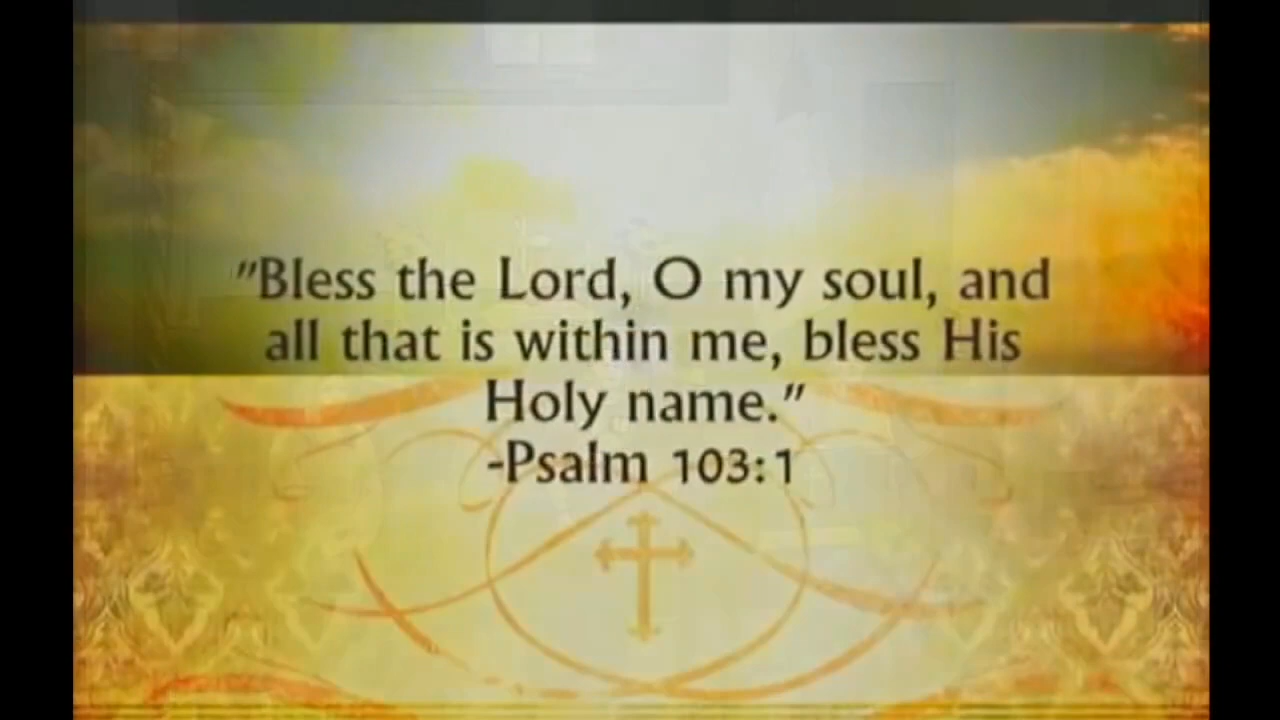 "Bless the Lord, O my soul, and
all that is within me, bless His
Holy name."
-Psalm 103:1